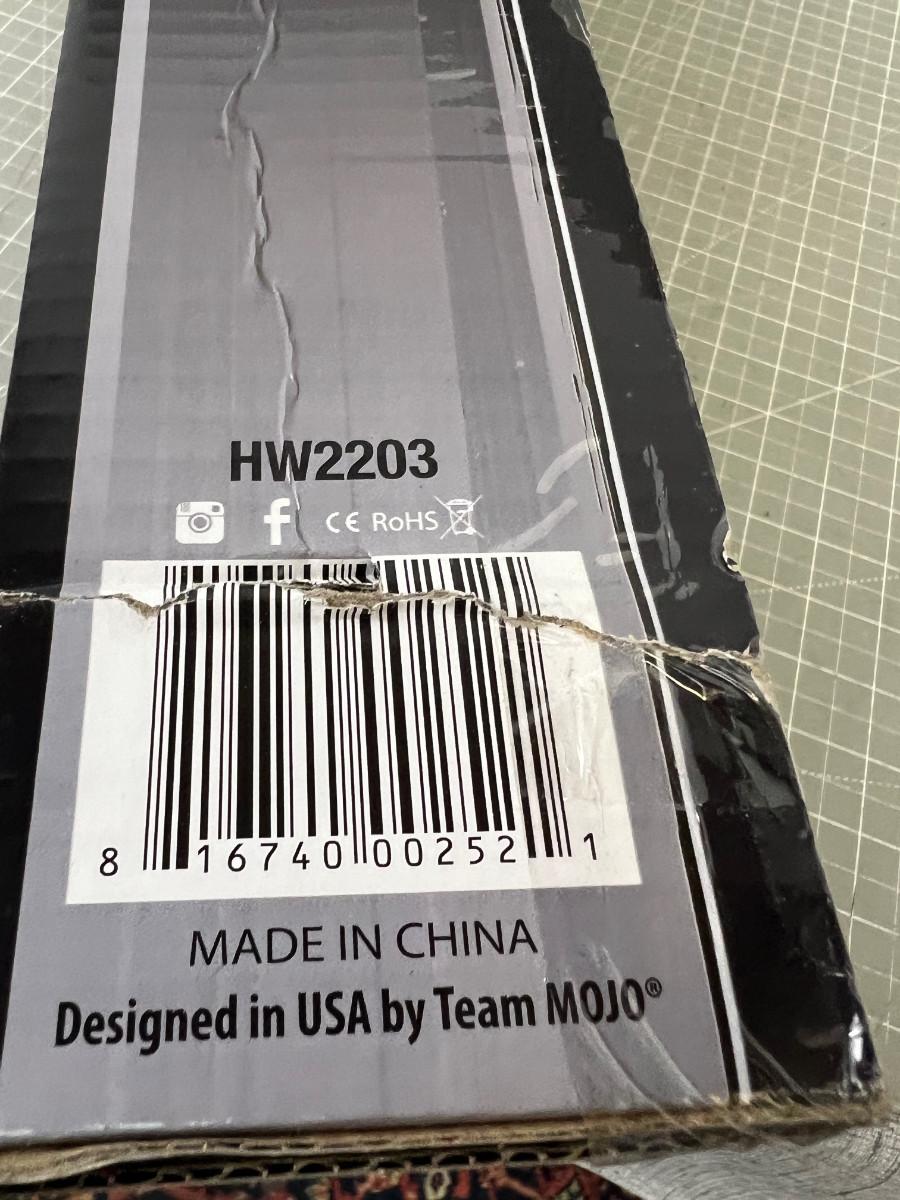 HW2203
CE RoHS
8 16740 00252 1
MADE IN CHINA
Designed in USA by Team MOJO®